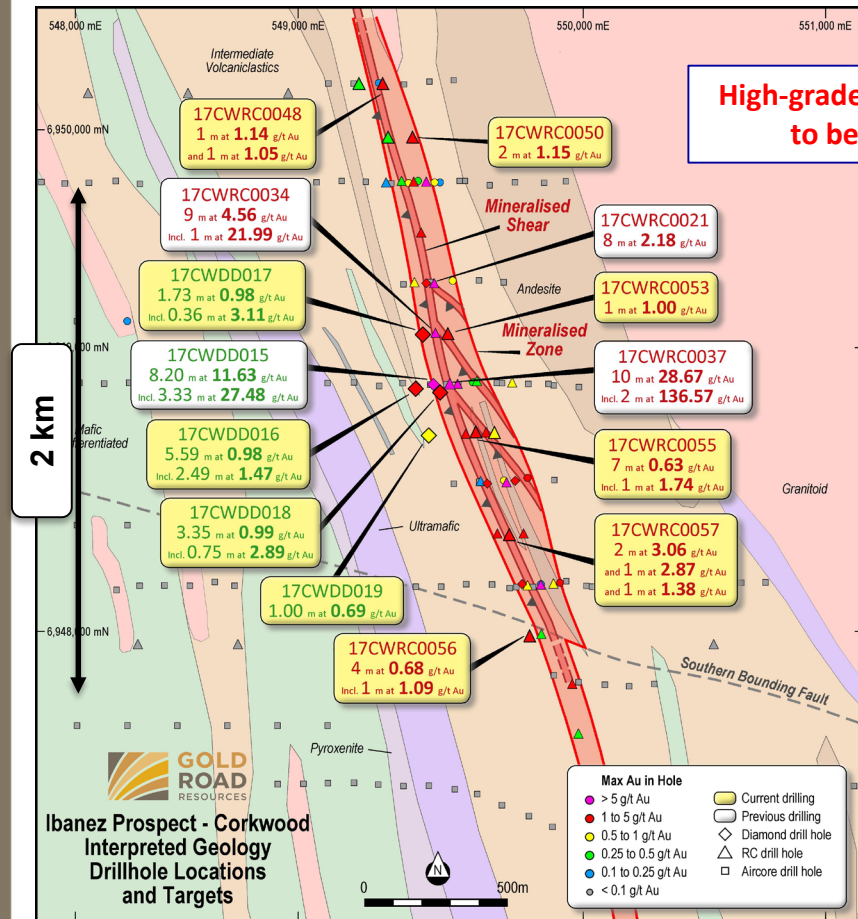 548,000 mE
549,000 mE
550,000 mE
551,000 mE
Intermediate
Volcaniclastics
High-grade
to be
6,950,000 mN
17CWRC0048
1 m at 1.14 g/t Au
and 1 m at 1.05 g/t Au
17CWRC0050
2 m at 1.15 g/t Au
17CWRC0034
9 m at 4.56 g/t Au
Incl. 1 m at 21.99 g/t Au
Mineralised
Shear
17CWRC0021
8 m at 2.18 g/t Au
17CWDD017
1.73 m at 0.98 g/t Au
Incl. 0.36 m at 3.11 g/t Au
Andesite
17CWRC0053
1 m at 1.00 g/t Au
Mineralised
Zone
000 mN
17CWDD015
8.20 m at 11.63 g/t Au
Incl. 3.33 m at 27.48 g/t Au
17CWRC0037
10 m at 28.67 g/t Au
Incl. 2 m at 136.57 g/t Au
2 km
Mafic
17CWDD016
5.59 m at 0.98 g/t Au
Incl. 2.49 m at 1.47 g/t Au
17CWRC0055
7 m at 0.63 g/t Au
Incl. 1 m at 1.74 g/t Au
Granitoid
17CWDD018
3.35 m at 0.99 g/t Au
Incl. 0.75 m at 2.89 g/t Au
Ultramafic
17CWRC0057
2 m at 3.06 g/t Au
and 1 m at 2.87 g/t Au
and 1 m at 1.38 g/t Au
17CWDD019
1.00 m at 0.69 g/t Au
6,948,000 mN
17CWRC0056
4 m at 0.68 g/t Au
Incl. 1 m at 1.09 g/t Au
Southern Bounding Fault
Pyroxenite
GOLD
ROAD
RESOURCES
Ibanez Prospect - Corkwood
Interpreted Geology
Drillhole Locations
and Targets
N
0 500m
Max Au in Hole
> 5 g/t Au
1 to 5 g/t Au
0.5 to 1 g/t Au
0.25 to 0.5 g/t Au
0.1 to 0.25 g/t Au
< 0.1 g/t Au
Current drilling
Previous drilling
Diamond drill hole
RC drill hole
Aircore drill hole